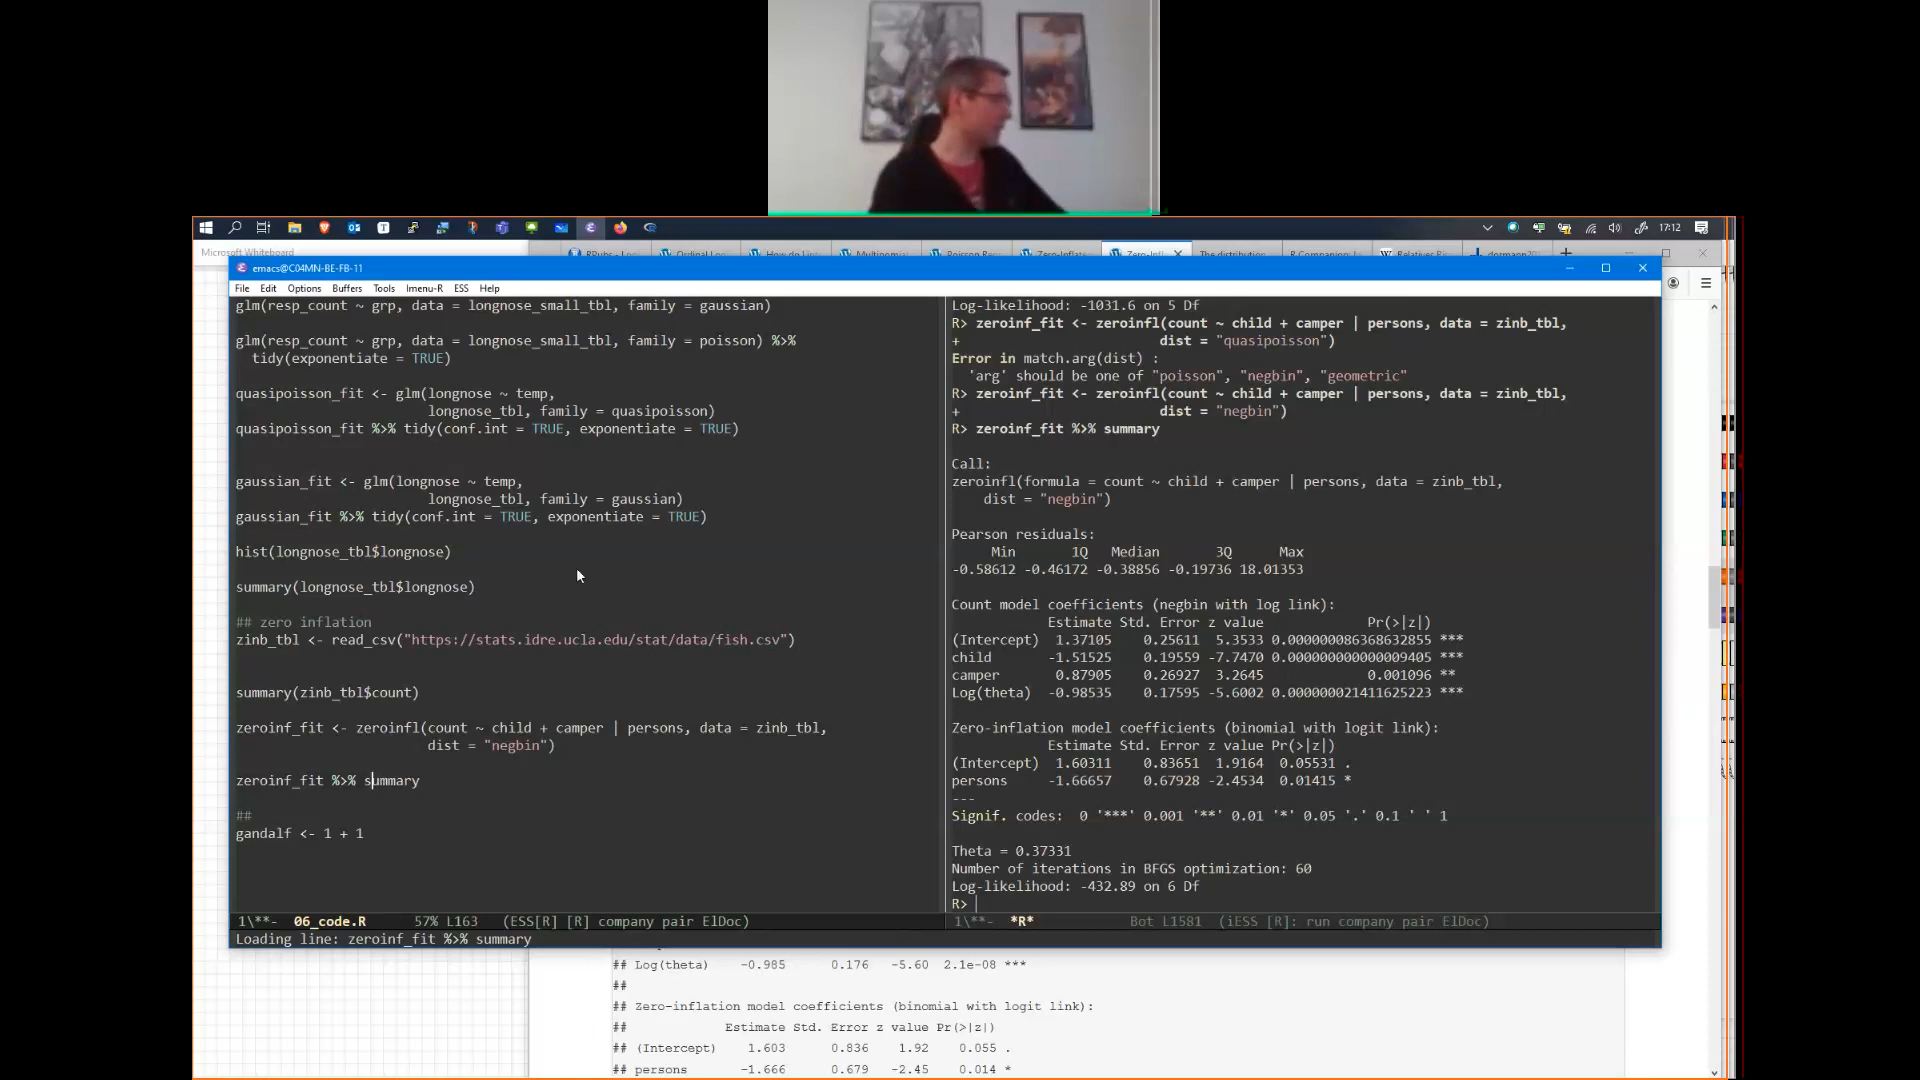 17:12
Microsoft Whiteboard
Multinomi
The distribution
R Companion:
Relatives Ri
dormann20
emacs@C04MN-BE-FB-11
File Edit Options Buffers Tools Imenu-R ESS Help
glm(resp_count ~ grp, data = longnose_small_tbl, family = gaussian)
glm(resp_count ~ grp, data = longnose_small_tbl, family = poisson) %>%
tidy(exponentiate = TRUE)
quasipoisson_fit <- glm(longnose ~ temp,
longnose_tbl, family = quasipoisson)
quasipoisson_fit %>% tidy(conf.int = TRUE, exponentiate = TRUE)
gaussian_fit <- glm(longnose ~ temp,
longnose_tbl, family = gaussian)
gaussian_fit %>% tidy(conf.int = TRUE, exponentiate = TRUE)
hist(longnose_tbl$longnose)
summary(longnose_tbl$longnose)
## zero inflation
zinb_tbl <- read_csv("https://stats.idre.ucla.edu/stat/data/fish.csv")
summary(zinb_tbl$count)
zeroinf_fit <- zeroinfl(count ~ child + camper | persons, data = zinb_tbl,
dist = "negbin")
zeroinf_fit %>% summary
##
gandalf <- 1 + 1
1\**- 06_code.R 57% L163 (ESS[R] [R] company pair ElDoc)
Loading line: zeroinf_fit %>% summary
Log-likelihood: -1031.6 on 5 Df
R> zeroinf_fit <- zeroinfl(count ~ child + camper | persons, data = zinb_tbl,
+ dist = "quasipoisson")
Error in match.arg(dist) :
'arg' should be one of "poisson", "negbin", "geometric"
R> zeroinf_fit <- zeroinfl(count ~ child + camper | persons, data = zinb_tbl,
+ dist = "negbin")
R> zeroinf_fit %>% summary
Call:
zeroinfl(formula = count ~ child + camper | persons, data = zinb_tbl,
dist = "negbin")
Pearson residuals:
Min 1Q Median 3Q Max
-0.58612 -0.46172 -0.38856 -0.19736 18.01353
Count model coefficients (negbin with log link):
Estimate Std. Error z value Pr(>|z|)
(Intercept) 1.37105 0.25611 5.3533 0.000000086368632855 ***
child -1.51525 0.19559 -7.7470 0.000000000000009405 ***
camper 0.87905 0.26927 3.2645 0.001096 **
Log(theta) -0.98535 0.17595 -5.6002 0.000000021411625223 ***
Zero-inflation model coefficients (binomial with logit link):
Estimate Std. Error z value Pr(>|z|)
(Intercept) 1.60311 0.83651 1.9164 0.05531 .
persons -1.66657 0.67928 -2.4534 0.01415 *
---
Signif. codes: 0 '***' 0.001 '**' 0.01 '*' 0.05 '.' 0.1 ' ' 1
Theta = 0.37331
Number of iterations in BFGS optimization: 60
Log-likelihood: -432.89 on 6 Df
R>
1\**- *R* Bot L1581 (iESS [R]: run company pair ElDoc)
## Log(theta) -0.985 0.176 -5.60 2.1e-08 ***
##
## Zero-inflation model coefficients (binomial with logit link):
## Estimate Std. Error z value Pr(>|z|)
## (Intercept) 1.603 0.836 1.92 0.055 .
## persons -1.666 0.679 -2.45 0.014 *